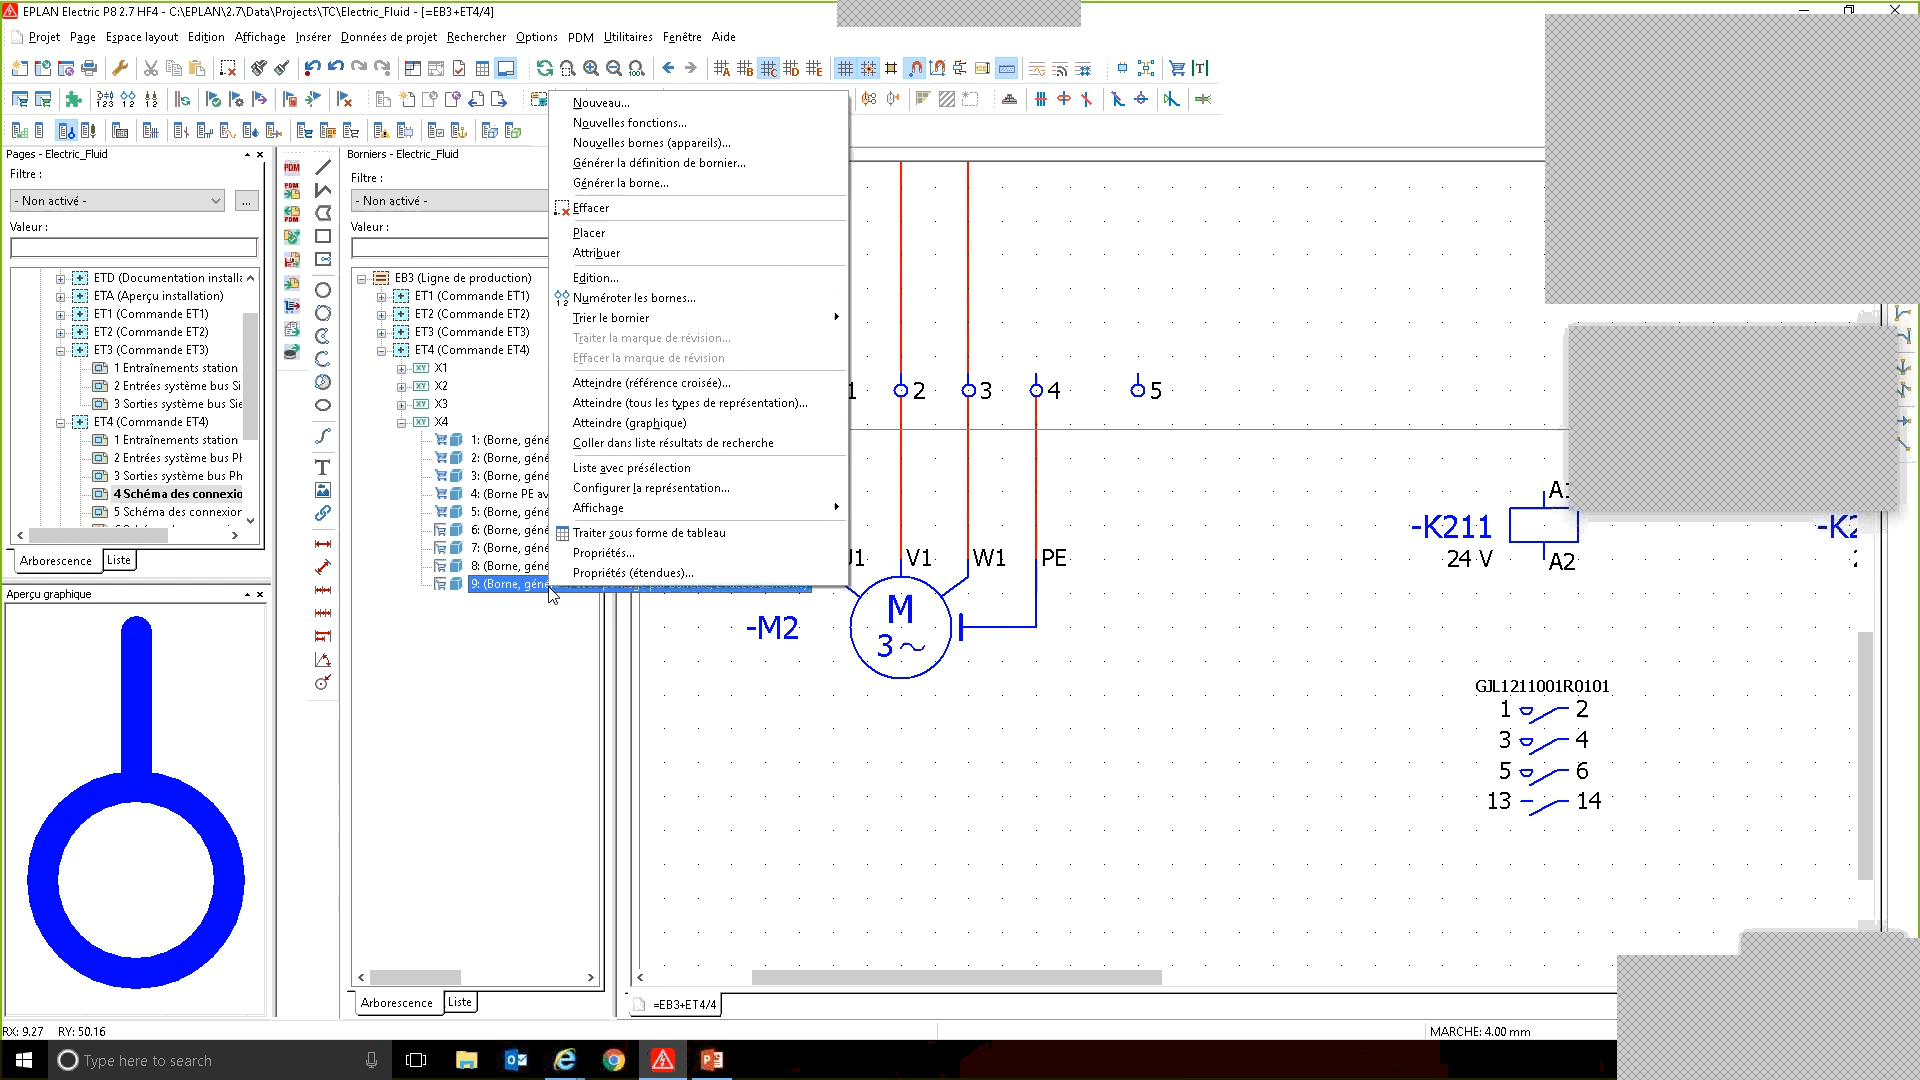 EPLAN Electric P8 2.7 HF4 - C:\EPLAN\2.7\Data\Projects\TC\Electric_Fluid - [=EB3+ET4/4]
Projet Page Espace layout Edition Affichage Insérer Données de projet Rechercher Options PDM Utilitaires Fenêtre Aide
Pages - Electric_Fluid
Filtre :
- Non activé -
...
Valeur :
ETD (Documentation installa
ETA (Aperçu installation)
ET1 (Commande ET1)
ET2 (Commande ET2)
ET3 (Commande ET3)
1 Entraînements station
2 Entrées système bus Si
3 Sorties système bus Sie
ET4 (Commande ET4)
1 Entraînements station
2 Entrées système bus Ph
3 Sorties système bus Ph
4 Schéma des connexio
5 Schéma des connexior
Arborescence
Liste
Aperçu graphique
Borniers - Electric_Fluid
Filtre :
- Non activé -
Valeur :
EB3 (Ligne de production)
ET1 (Commande ET1)
ET2 (Commande ET2)
ET3 (Commande ET3)
ET4 (Commande ET4)
X1
X2
X3
X4
1: (Borne, géné
2: (Borne, géné
3: (Borne, géné
4: (Borne PE av
5: (Borne, géné
6: (Borne, géné
7: (Borne, géné
8: (Borne, géné
9: (Borne, géné
Arborescence
Liste
Nouveau...
Nouvelles fonctions...
Nouvelles bornes (appareils)...
Générer la définition de bornier...
Générer la borne...
Effacer
Placer
Attribuer
Edition...
Numéroter les bornes...
Trier le bornier
Traiter la marque de révision...
Effacer la marque de révision
Atteindre (référence croisée)...
Atteindre (tous les types de représentation)...
Atteindre (graphique)
Coller dans liste résultats de recherche
Liste avec présélection
Configurer la représentation...
Affichage
Traiter sous forme de tableau
Propriétés...
Propriétés (étendues)...
1 2 3 4 5
V1 W1 PE
-M2
M
3~
-K211
24 V
A1
A2
GJL1211001R0101
1 2
3 4
5 6
13 14
=EB3+ET4/4
RX: 9.27 RY: 50.16
MARCHE: 4.00 mm
Type here to search